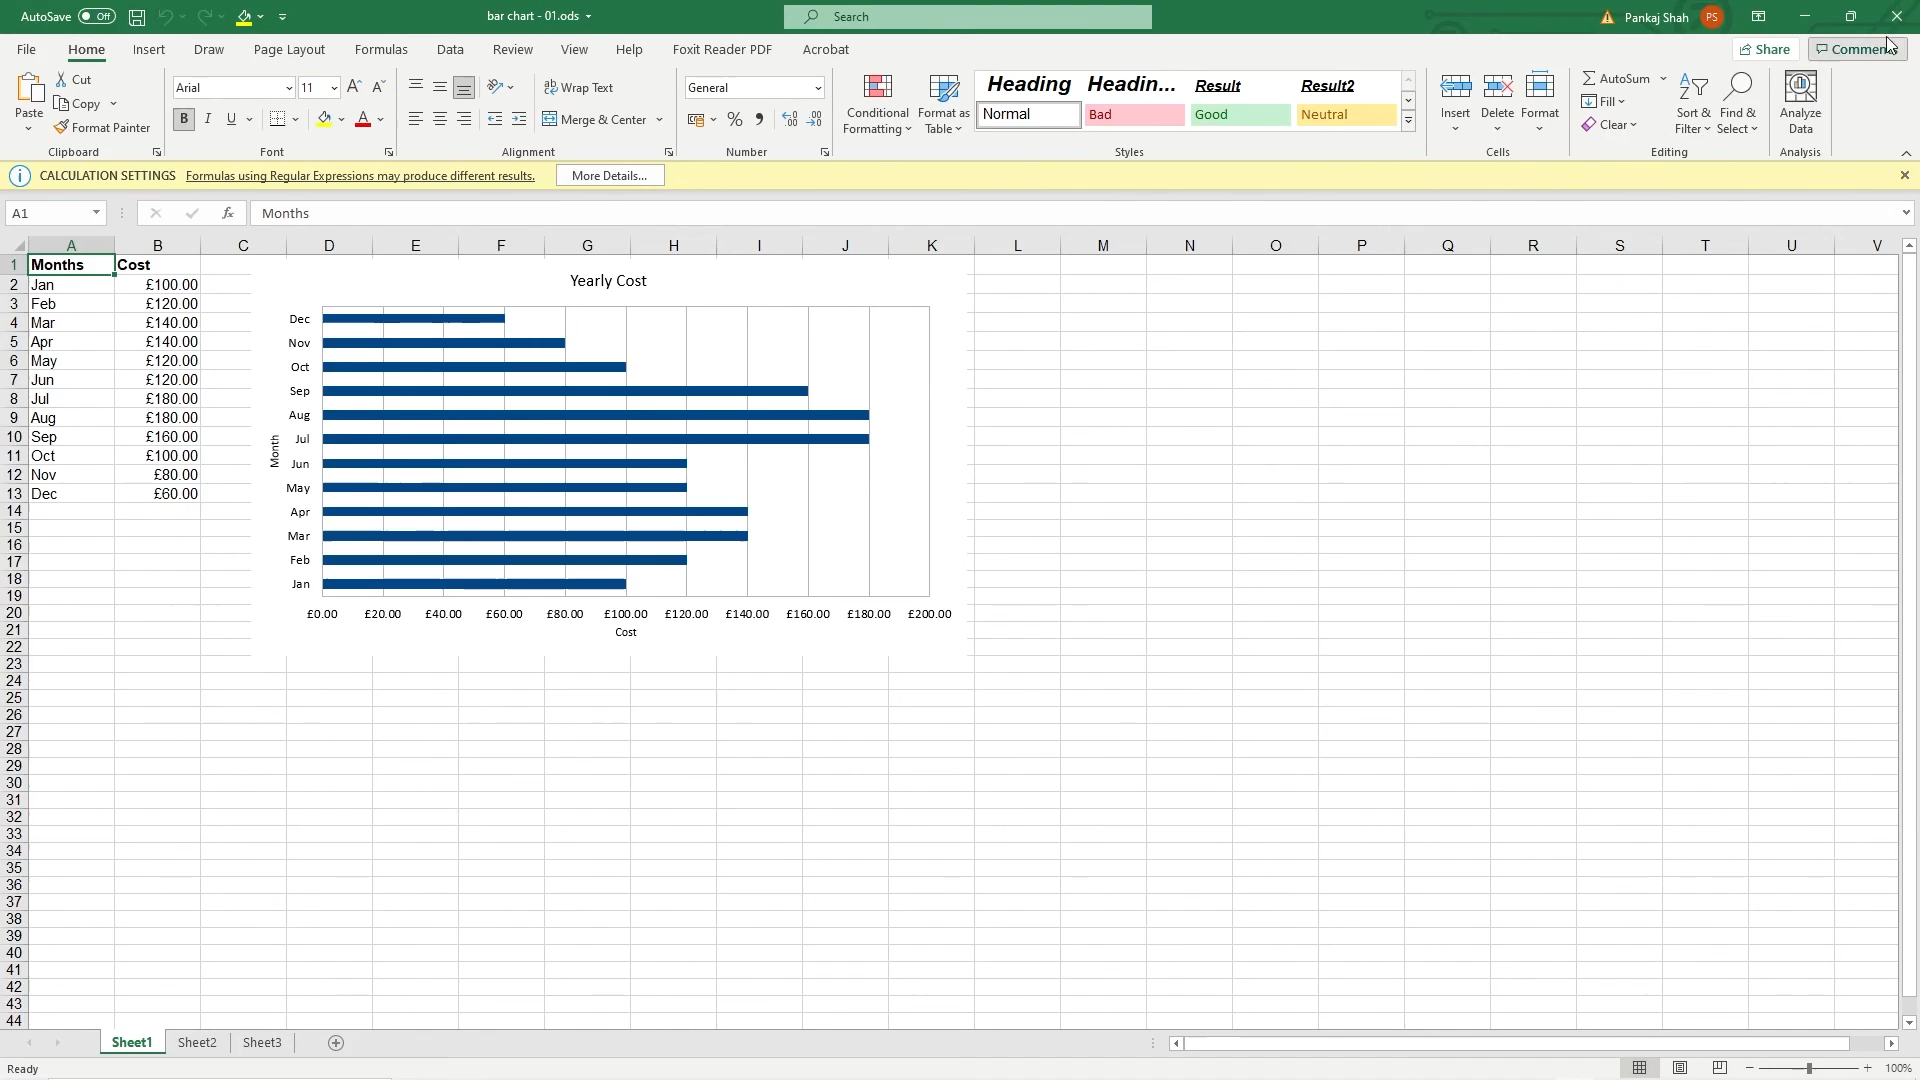 AutoSave Off
bar chart - 01.ods
Search
Pankaj Shah PS
File Home Insert Draw Page Layout Formulas Data Review View Help Foxit Reader PDF Acrobat
Share
Commen
Paste
Cut
Copy
Format Painter
Clipboard
Arial 11
B I U
Font
Wrap Text
Merge & Center
Alignment
General
Number
Conditional Formatting
Format as Table
Heading Headin... Result Result2
Normal Bad Good Neutral
Styles
Insert Delete Format
Cells
AutoSum
Fill
Clear
Sort & Filter
Find & Select
Editing
Analyze Data
Analysis
CALCULATION SETTINGS Formulas using Regular Expressions may produce different results. More Details...
A1 fx Months
A B C D E F G H I J K L M N O P Q R S T U V
1 Months Cost
2 Jan £100.00
3 Feb £120.00
4 Mar £140.00
5 Apr £140.00
6 May £120.00
7 Jun £120.00
8 Jul £180.00
9 Aug £180.00
10 Sep £160.00
11 Oct £100.00
12 Nov £80.00
13 Dec £60.00
14
15
16
17
18
19
20
21
22
23
24
25
26
27
28
29
30
31
32
33
34
35
36
37
38
39
40
41
42
43
44
Yearly Cost
Month
Dec
Nov
Oct
Sep
Aug
Jul
Jun
May
Apr
Mar
Feb
Jan
£0.00 £20.00 £40.00 £60.00 £80.00 £100.00 £120.00 £140.00 £160.00 £180.00 £200.00
Cost
Sheet1 Sheet2 Sheet3
Ready
100%